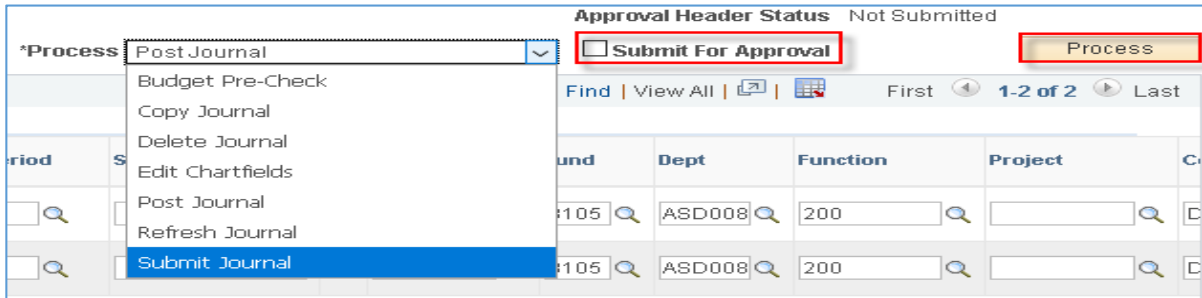 Approval Header Status Not Submitted
*Process Post Journal Submit For Approval Process
Budget Pre-Check
Find | View All | | First 1-2 of 2 Last
Copy Journal
Delete Journal
Edit Chartfields
Post Journal
Refresh Journal
Submit Journal
Dept Function Project
105 ASD008 200
105 ASD008 200